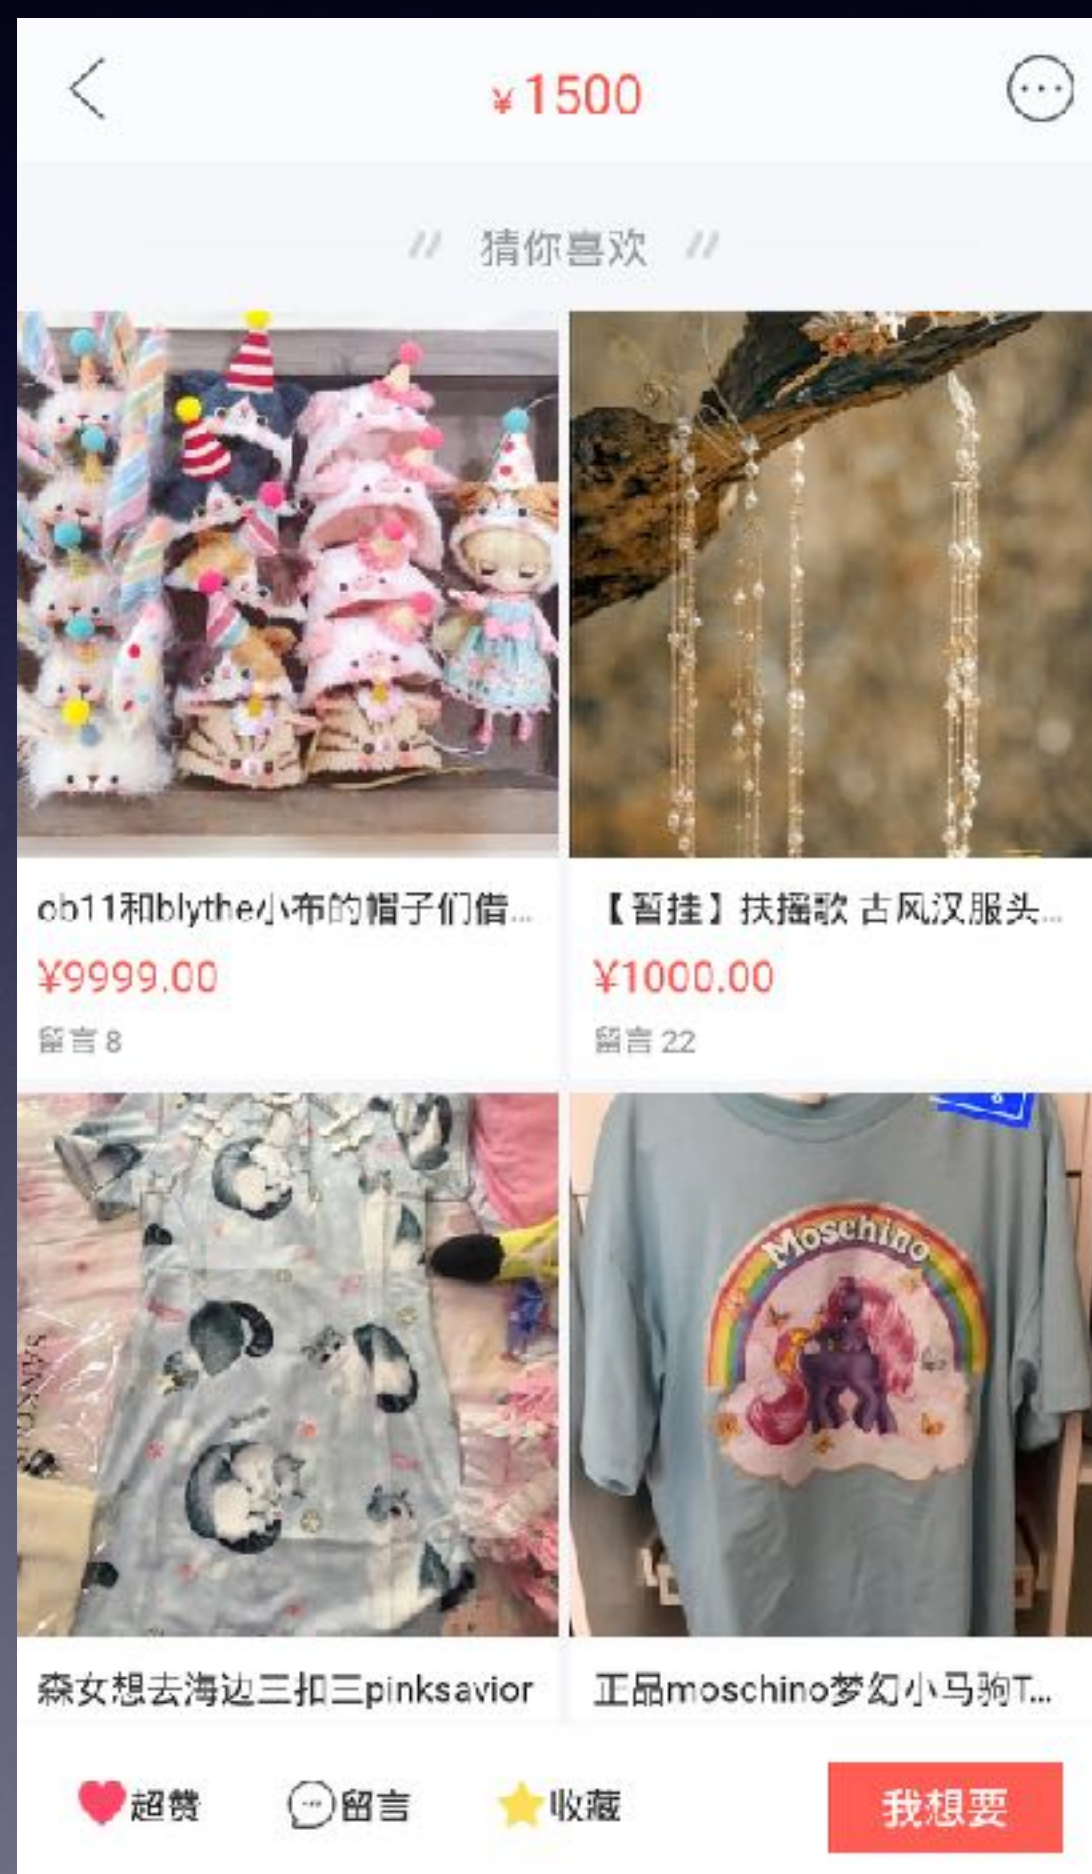 ¥1500
// 猜你喜欢 //
ob11和blythe小布的帽子们借...
【暂挂】扶摇歌 古风汉服头...
¥9999.00
¥1000.00
留言 8
留言 22
Moschino
森女想去海边三扣三pinksavior
正品moschino梦幻小马驹T...
超赞
留言
收藏
我想要